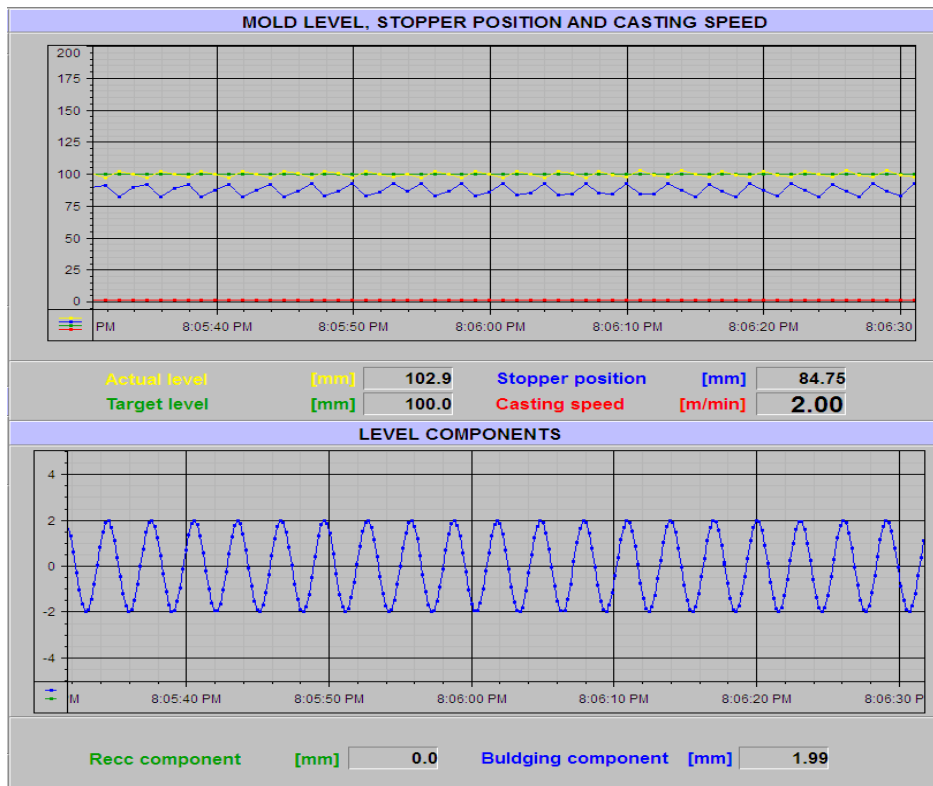 MOLD LEVEL, STOPPER POSITION AND CASTING SPEED
200
175
150
125
100
75
50
25
0
PM 8:05:40 PM 8:05:50 PM 8:06:00 PM 8:06:10 PM 8:06:20 PM 8:06:30
Actual level [mm] 102.9 Stopper position [mm] 84.75
Target level [mm] 100.0 Casting speed [m/min] 2.00
LEVEL COMPONENTS
4
2
0
-2
-4
M 8:05:40 PM 8:05:50 PM 8:06:00 PM 8:06:10 PM 8:06:20 PM 8:06:30 P
Recc component [mm] 0.0 Buldging component [mm] 1.99